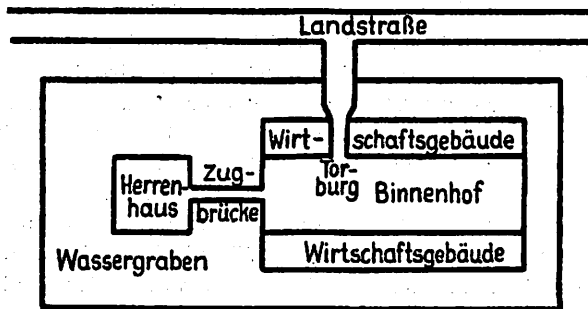 Landstraße
Wirt- schaftsgebäude
Tor-
burg
Binnenhof
Zug-
brücke
Herren-
haus
Wassergraben
Wirtschaftsgebäude